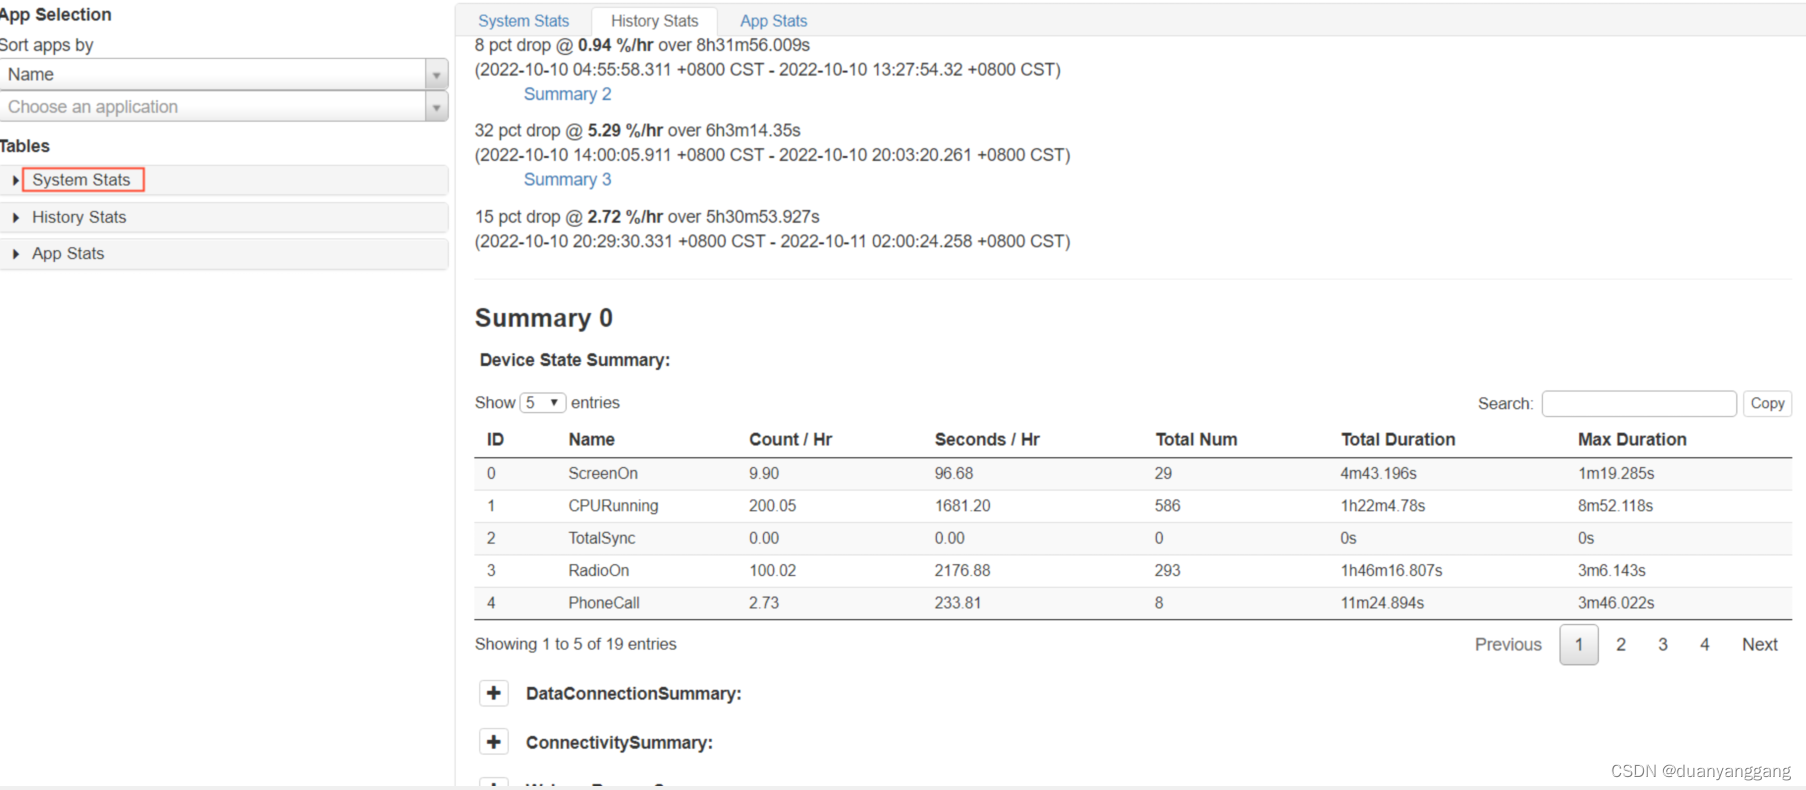 App Selection
Sort apps by
Name
Choose an application
Tables
System Stats
History Stats
App Stats
System Stats History Stats App Stats
8 pct drop @ 0.94 %/hr over 8h31m56.009s
(2022-10-10 04:55:58.311 +0800 CST - 2022-10-10 13:27:54.32 +0800 CST)
Summary 2
32 pct drop @ 5.29 %/hr over 6h3m14.35s
(2022-10-10 14:00:05.911 +0800 CST - 2022-10-10 20:03:20.261 +0800 CST)
Summary 3
15 pct drop @ 2.72 %/hr over 5h30m53.927s
(2022-10-10 20:29:30.331 +0800 CST - 2022-10-11 02:00:24.258 +0800 CST)
Summary 0
Device State Summary:
Show 5 entries Search: Copy
ID Name Count / Hr Seconds / Hr Total Num Total Duration Max Duration
0 ScreenOn 9.90 96.68 29 4m43.196s 1m19.285s
1 CPURunning 200.05 1681.20 586 1h22m4.78s 8m52.118s
2 TotalSync 0.00 0.00 0 0s 0s
3 RadioOn 100.02 2176.88 293 1h46m16.807s 3m6.143s
4 PhoneCall 2.73 233.81 8 11m24.894s 3m46.022s
Showing 1 to 5 of 19 entries Previous 1 2 3 4 Next
DataConnectionSummary:
ConnectivitySummary:
CSDN @duanyanggang